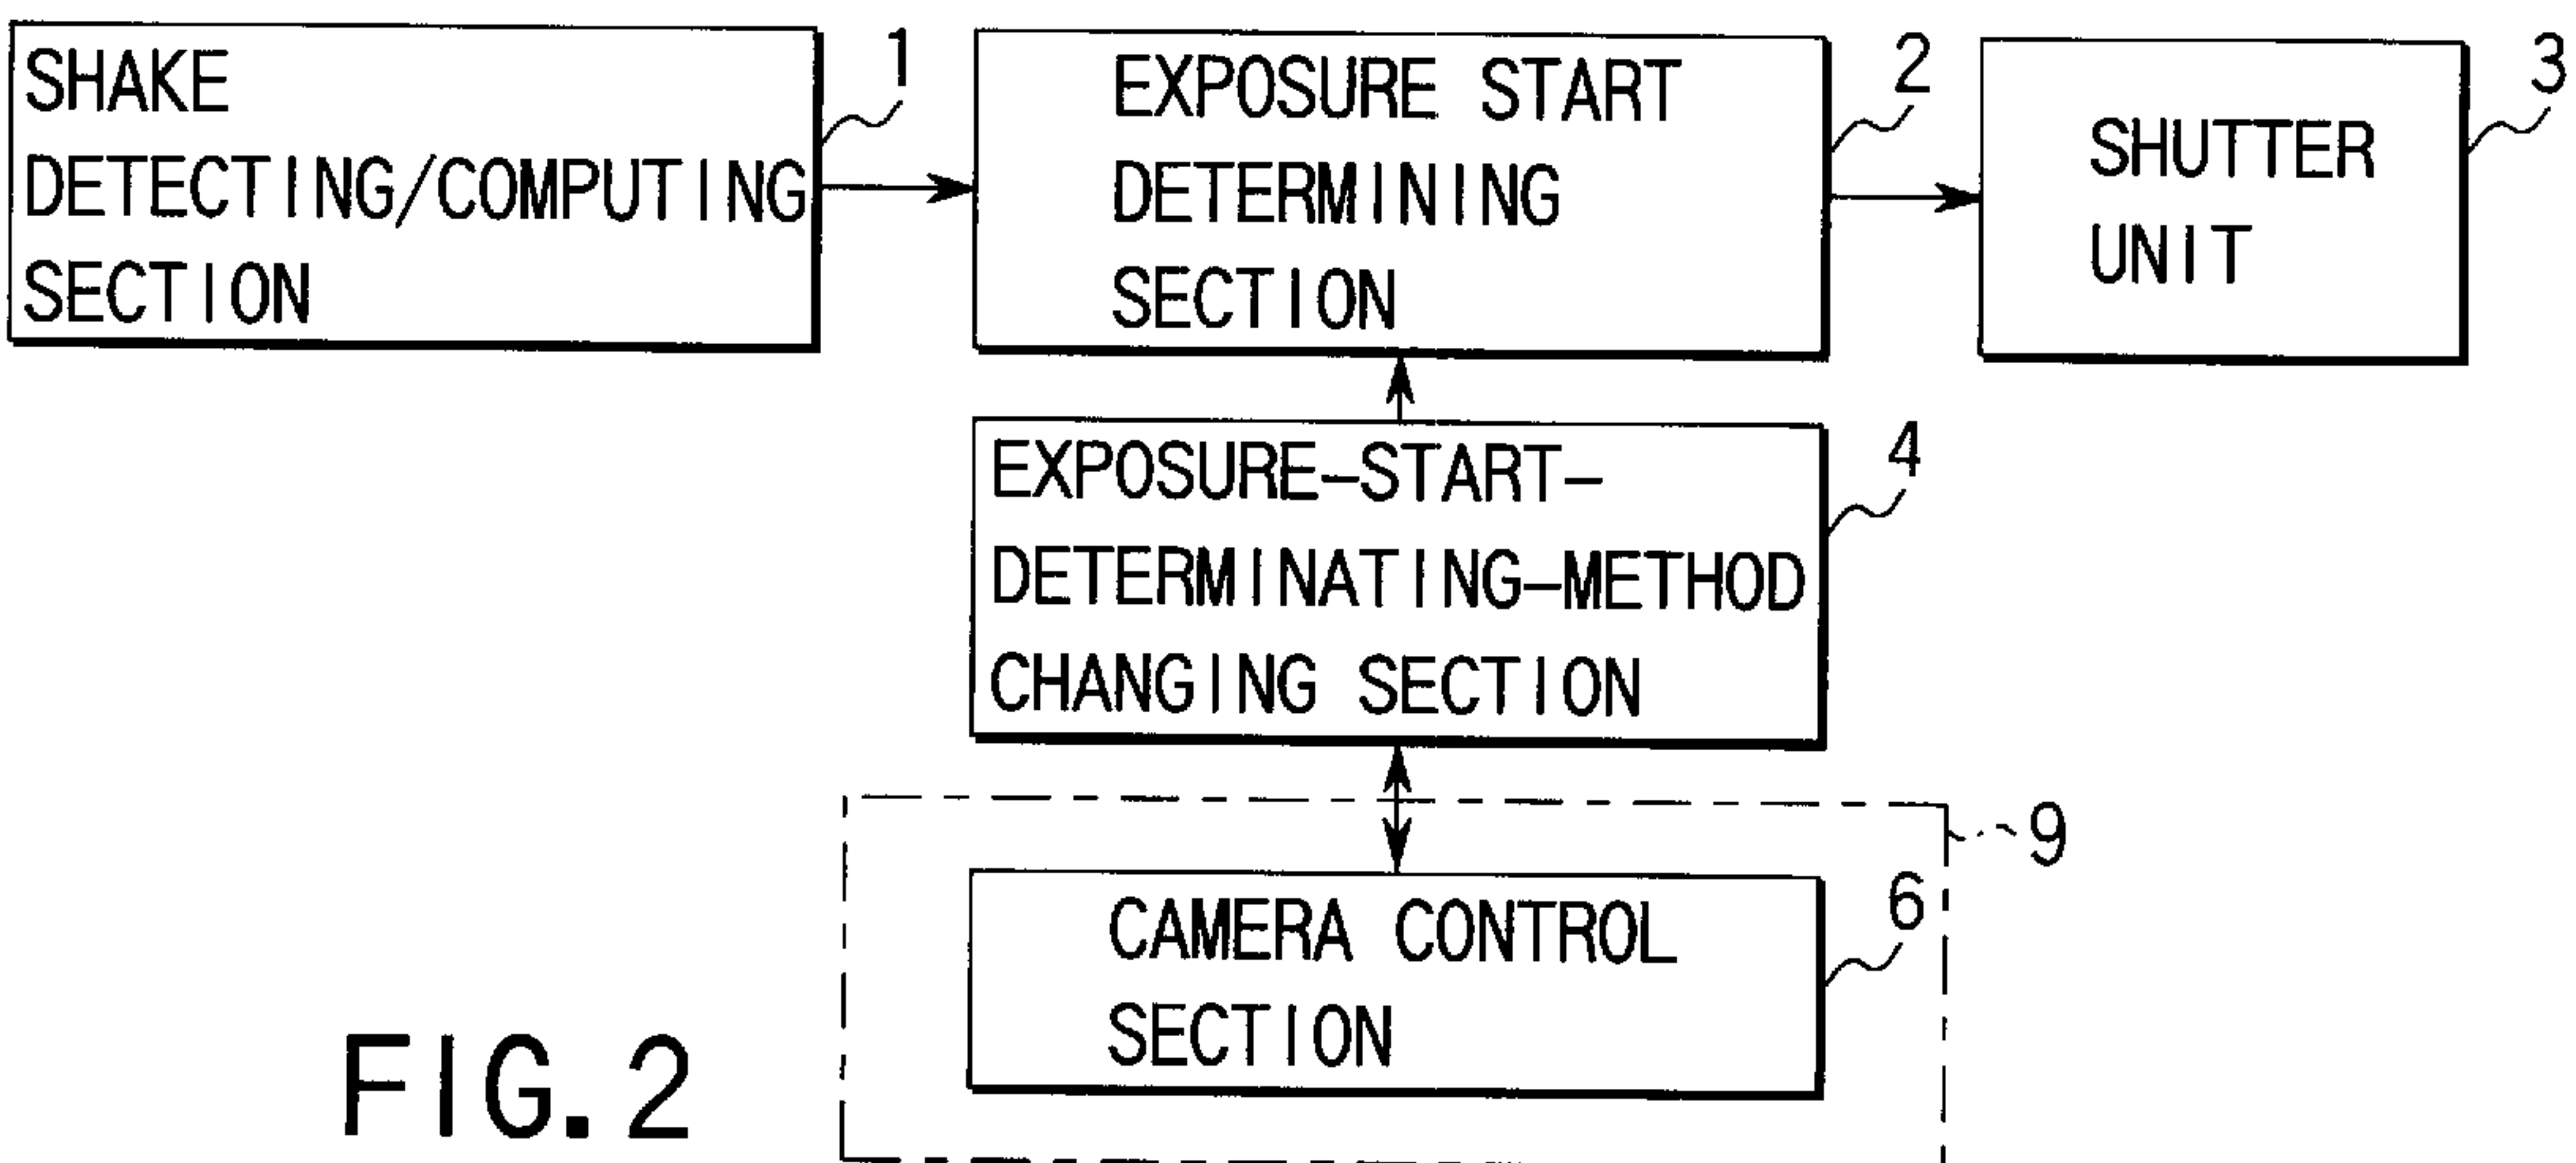 SHAKE
DETECTING/COMPUTING
SECTION
1
EXPOSURE START
DETERMINING
SECTION
2
SHUTTER
UNIT
3
EXPOSURE-START-
DETERMINATING-METHOD
CHANGING SECTION
4
9
CAMERA CONTROL
SECTION
6
FIG. 2